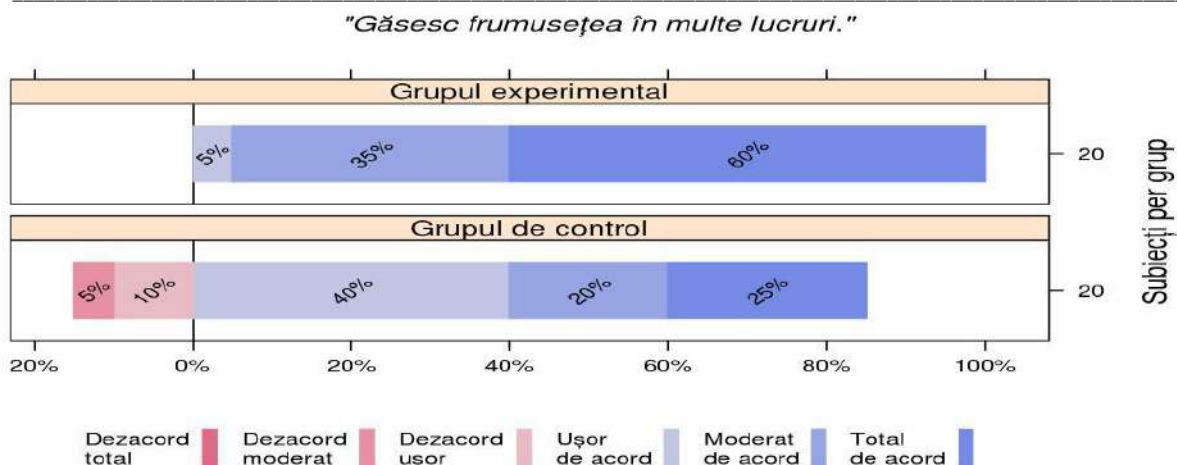 "Găsesc frumusețea în multe lucruri."
Grupul experimental
5% 35% 60%
20
Grupul de control
5% 10% 40% 20% 25%
20
Subiecți per grup
20% 0% 20% 40% 60% 80% 100%
Dezacord total
Dezacord moderat
Dezacord usor
Ușor de acord
Moderat de acord
Total de acord